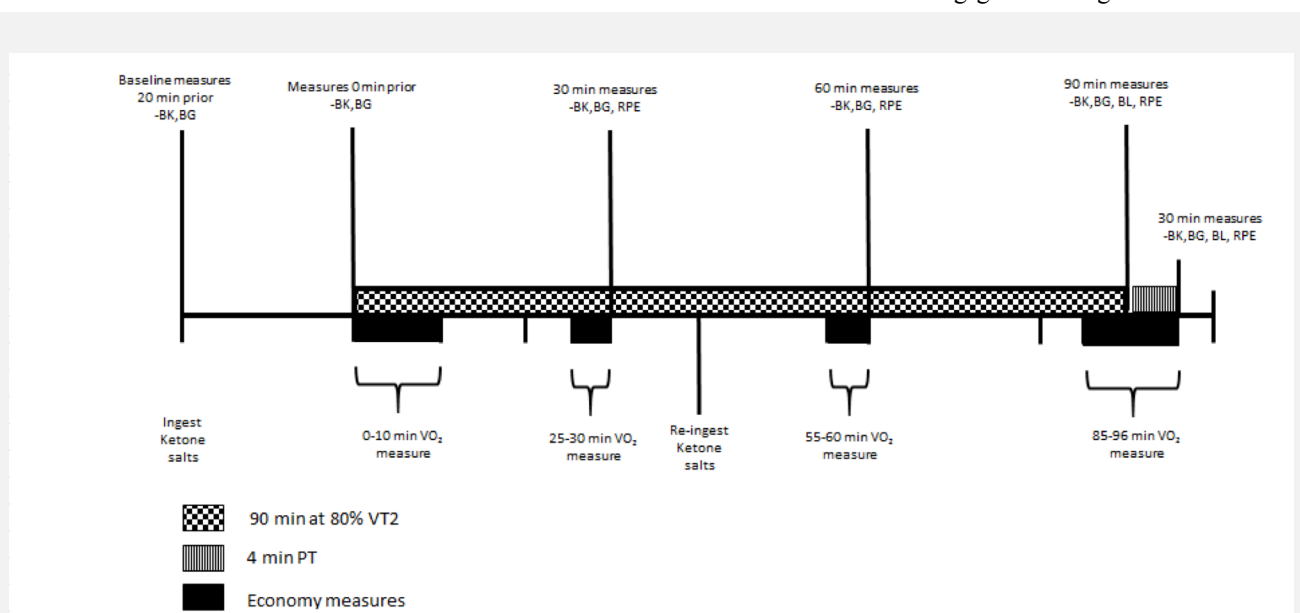 Baseline measures
20 min prior
-BK,BG
Measures 0min prior
-BK,BG
30 min measures
-BK,BG, RPE
60 min measures
-BK,BG, RPE
90 min measures
-BK,BG, BL, RPE
30 min measures
-BK,BG, BL, RPE
Ingest
Ketone
salts
0-10 min VO₂
measure
25-30 min VO₂
measure
Re-ingest
Ketone
salts
55-60 min VO₂
measure
85-96 min VO₂
measure
90 min at 80% VT2
4 min PT
Economy measures